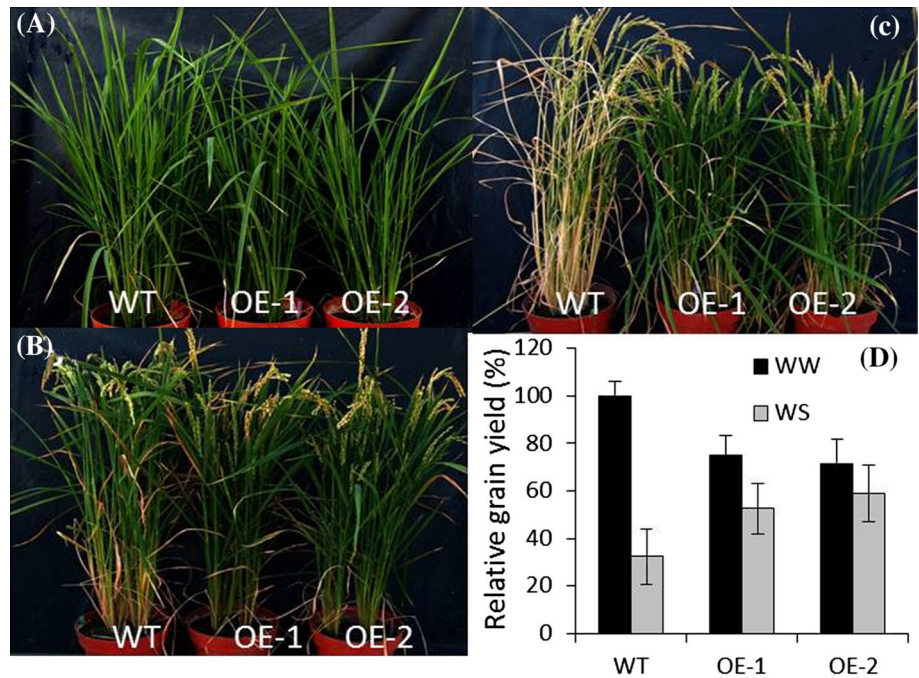 (A)
WT OE-1 OE-2
(c)
WT OE-1 OE-2
(B)
WT OE-1 OE-2
(D)
Relative grain yield (%)
120
100
80
60
40
20
0
WW
WS
WT OE-1 OE-2